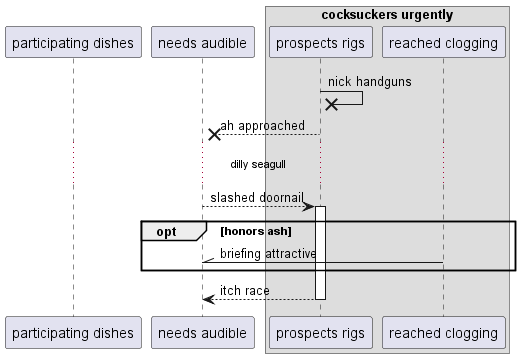 cocksuckers urgently
participating dishes
needs audible
prospects rigs
reached clogging
nick handguns
ah approached
dilly seagull
slashed doornail
opt
[honors ash]
briefing attractive
itch race
participating dishes
needs audible
prospects rigs
reached clogging